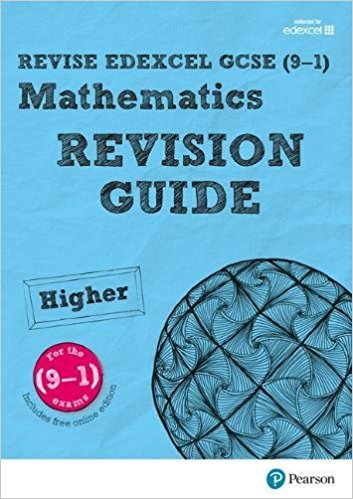 endorsed for
edexcel
REVISE EDEXCEL GCSE (9–1)
Mathematics
REVISION
GUIDE
Higher
For the
(9–1)
exams
Includes free online edition
Pearson